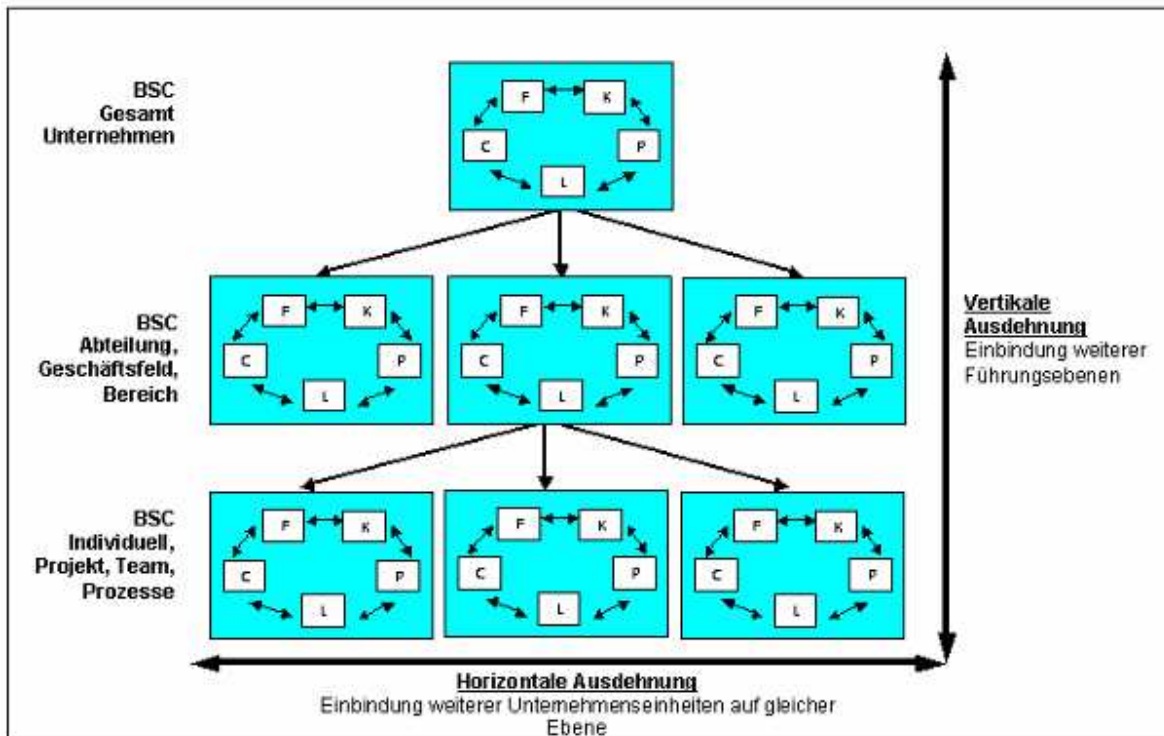 BSC
Gesamt
Unternehmen
F K
C P
L
BSC
Abteilung,
Geschäftsfeld,
Bereich
F K F K F K
C P C P C P
L L L
Vertikale
Ausdehnung
Einbindung weiterer
Führungsebenen
BSC
Individuell,
Projekt, Team,
Prozesse
F K F K F K
C P C P C P
L L L
Horizontale Ausdehnung
Einbindung weiterer Unternehmenseinheiten auf gleicher
Ebene